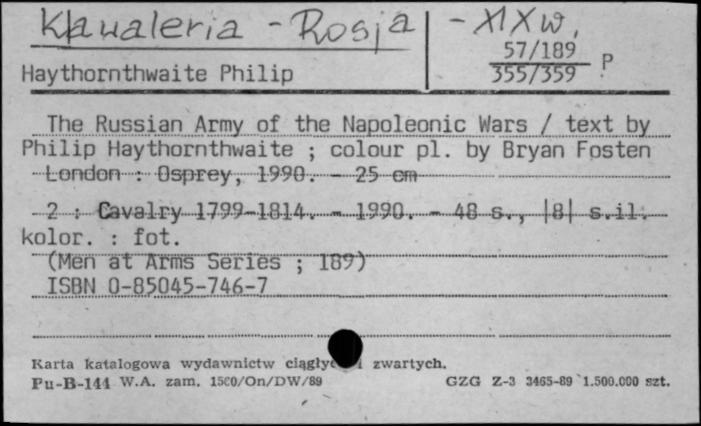 Kawaleria - Rosja - XIX w.
57/189
355/359 P
Haythornthwaite Philip
The Russian Army of the Napoleonic Wars / text by
Philip Haythornthwaite ; colour pl. by Bryan Fosten
London : Osprey, 1990. - 25 cm
2 : Cavalry 1799-1814. - 1990. - 48 s., |8| s.il.
kolor. : fot.
(Men at Arms Series ; 189)
ISBN 0-85045-746-7
Karta katalogowa wydawnictw zwartych.
Pu-B-144 W.A. zam. 1500/On/DW/89 GZG Z-3 3465-89 1.500.000 szt.